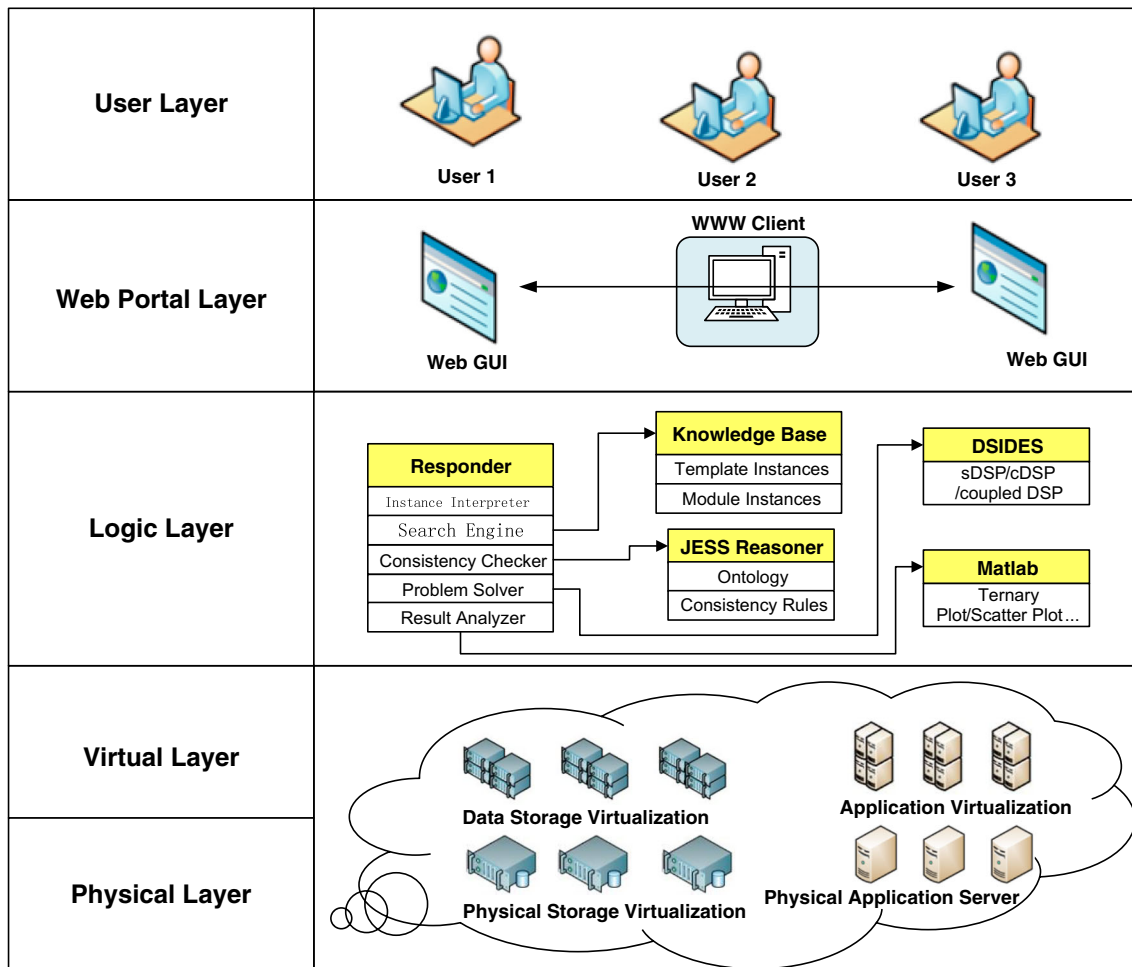 User Layer
User 1
User 2
User 3
Web Portal Layer
WWW Client
Web GUI
Web GUI
Logic Layer
Responder
Instance Interpreter
Search Engine
Consistency Checker
Problem Solver
Result Analyzer
Knowledge Base
Template Instances
Module Instances
JESS Reasoner
Ontology
Consistency Rules
DSIDES
sDSP/cDSP
/coupled DSP
Matlab
Ternary
Plot/Scatter Plot...
Virtual Layer
Data Storage Virtualization
Application Virtualization
Physical Layer
Physical Storage Virtualization
Physical Application Server